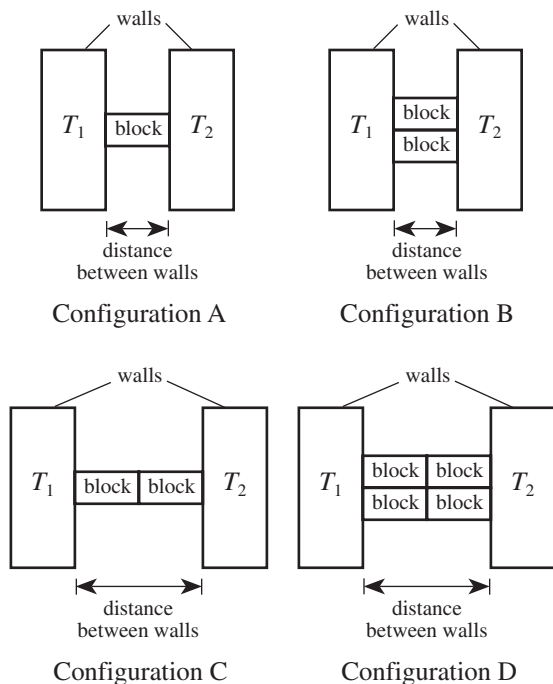 walls
T₁ block T₂
distance
between walls
Configuration A
walls
T₁ block T₂
block
distance
between walls
Configuration B
walls
T₁ block block T₂
distance
between walls
Configuration C
walls
T₁ block block T₂
block block
distance
between walls
Configuration D